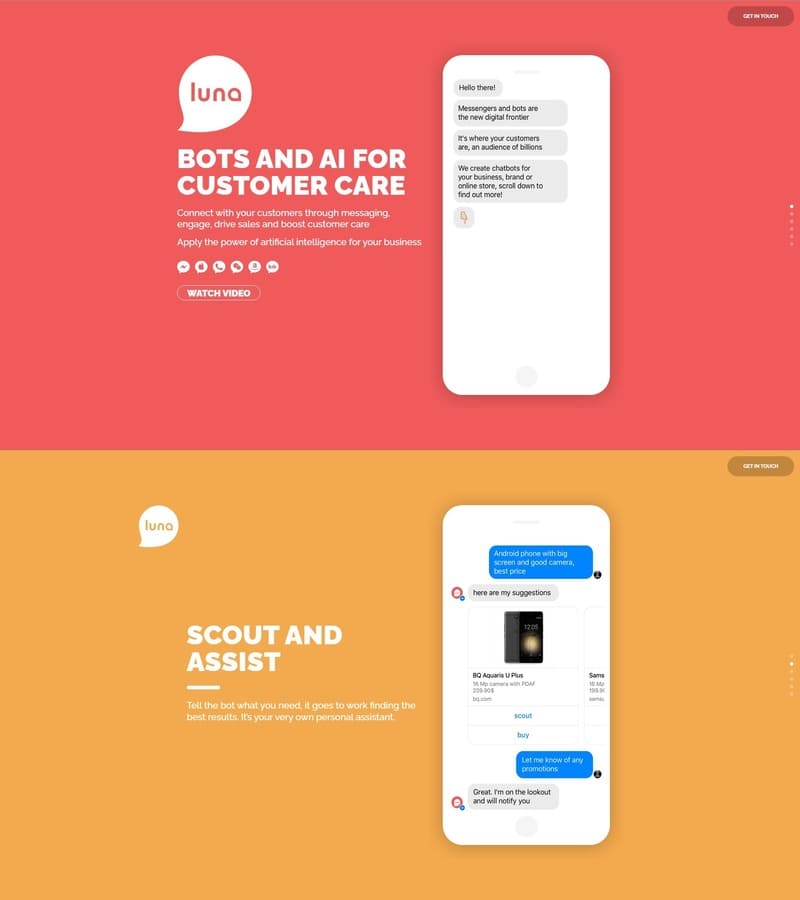 GET IN TOUCH
luna
BOTS AND AI FOR
CUSTOMER CARE
Connect with your customers through messaging,
engage, drive sales and boost customer care
Apply the power of artificial intelligence for your business
WATCH VIDEO
Hello there!
Messengers and bots are
the new digital frontier
It's where your customers
are, an audience of billions
We create chatbots for
your business, brand or
online store, scroll down to
find out more!
GET IN TOUCH
luna
SCOUT AND
ASSIST
Tell the bot what you need, it goes to work finding the
best results. It's your very own personal assistant.
Android phone with big
screen and good camera,
best price
here are my suggestions
12:09
BQ Aquaris U Plus
16 Mp camera with PDAF
209.90$
bq.com
scout
buy
Sams
16 Mp
199.9
Let me know of any
promotions
Great. I'm on the lookout
and will notify you